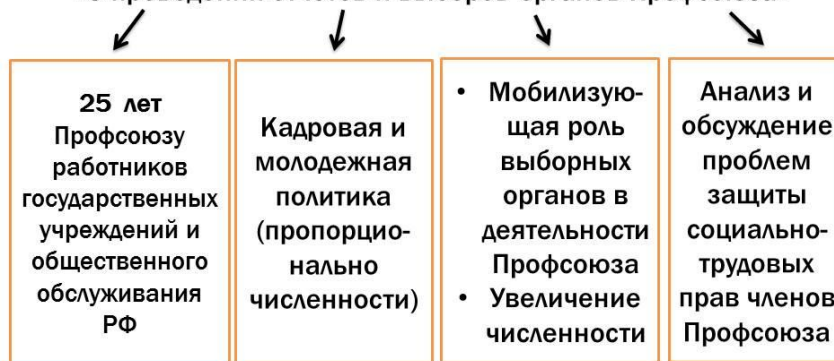 25 лет
Профсоюзу
работников
государственных
учреждений и
общественного
обслуживания
РФ
Кадровая и
молодежная
политика
(пропорцио-
нально
численности)
• Мобилизую-
щая роль
выборных
органов в
деятельности
Профсоюза
• Увеличение
численности
Анализ и
обсуждение
проблем
защиты
социально-
трудовых
прав членов
Профсоюза